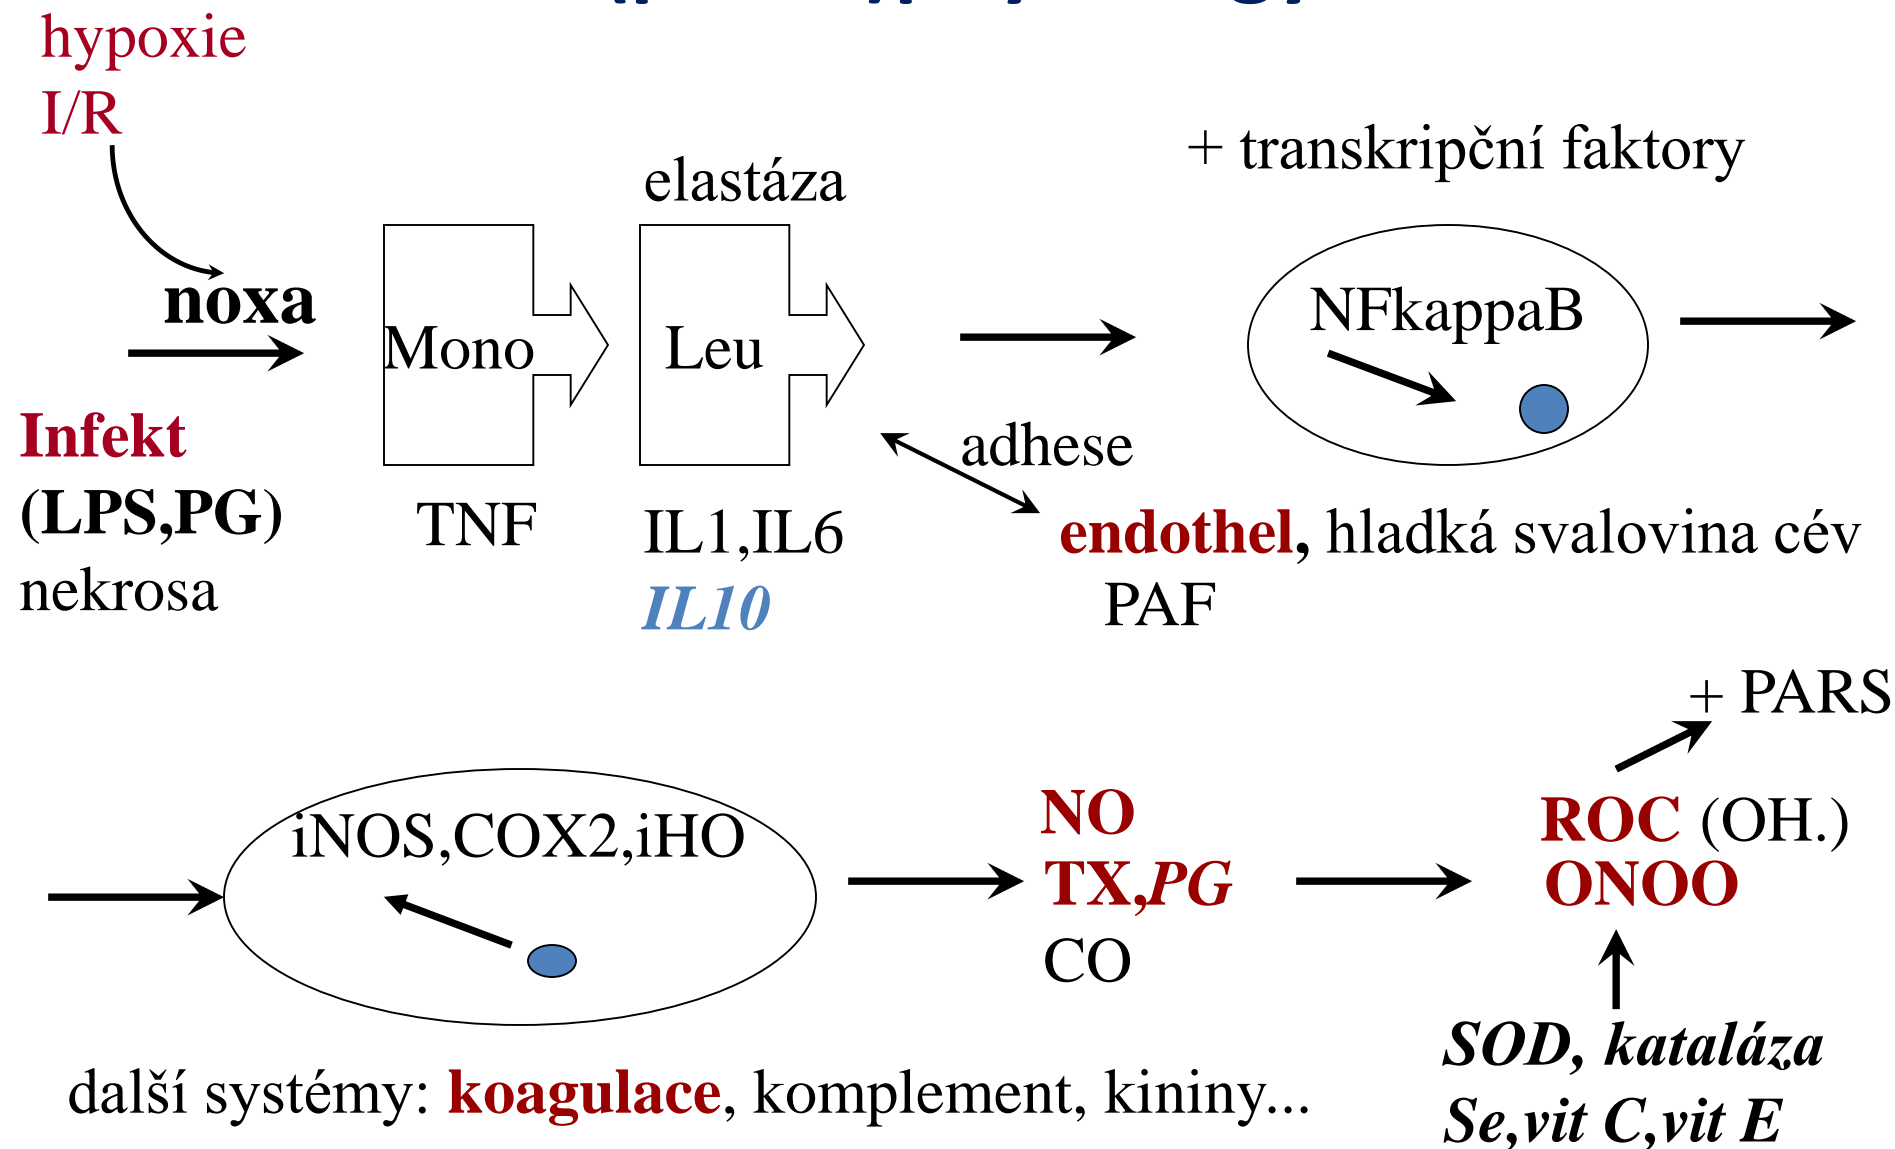 hypoxie
I/R
+ transkripční faktory
elastáza
noxa
NFkappaB
Mono
Leu
Infekt
(LPS,PG)
nekrosa
adhese
TNF
IL1,IL6
IL10
endothel, hladká svalovina cév
PAF
+ PARS
iNOS,COX2,iHO
NO
TX,PG
CO
ROC (OH.)
ONOO
SOD, kataláza
Se,vit C,vit E
další systémy: koagulace, komplement, kininy...